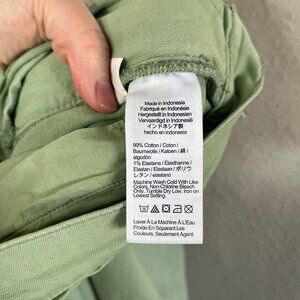 Made in Indonesia
Fabriqué en Indonésie
Hergestellt in Indonesien
Vervaardigd in Indonesië
インドネシア製
hecho en Indonesia
99% Cotton / Coton /
Baumwolle / Katoen / 綿 /
algodón
1% Elastane / Élasthanne /
Elastan / Elastaan / ポリウ
レタン / elastano
Machine Wash Cold With Like
Colors, Non-Chlorine Bleach
Only, Tumble Dry Low, Iron on
Lowest Setting.
Laver À La Machine À L'Eau
Froide En Séparant Les
Couleurs. Seulement Agent